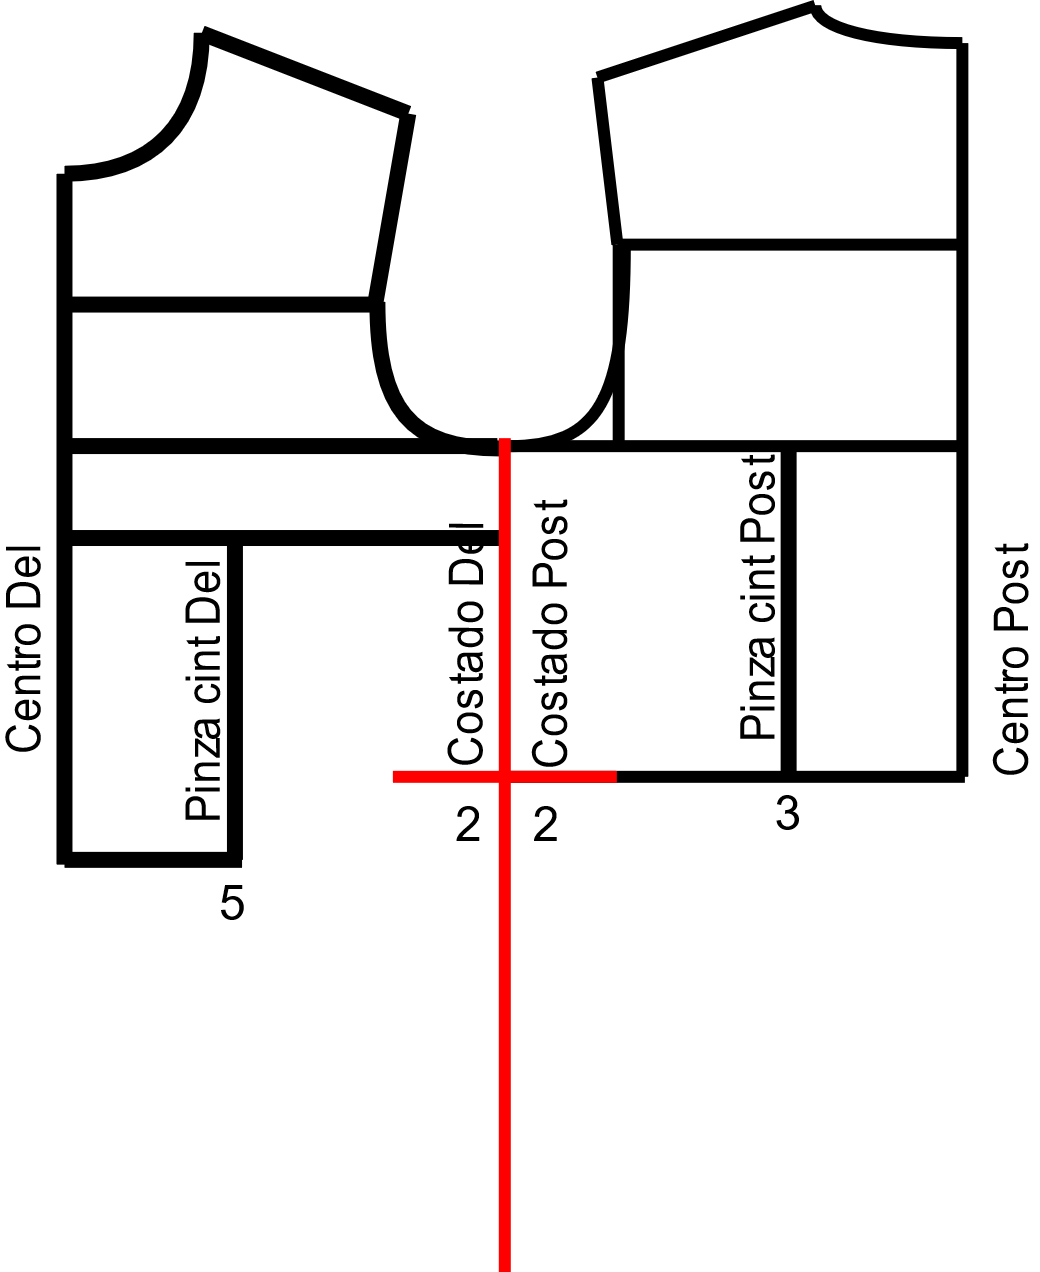 Centro Del
Pinza cint Del
Costado Del
Costado Post
Pinza cint Post
Centro Post
2
2
3
5